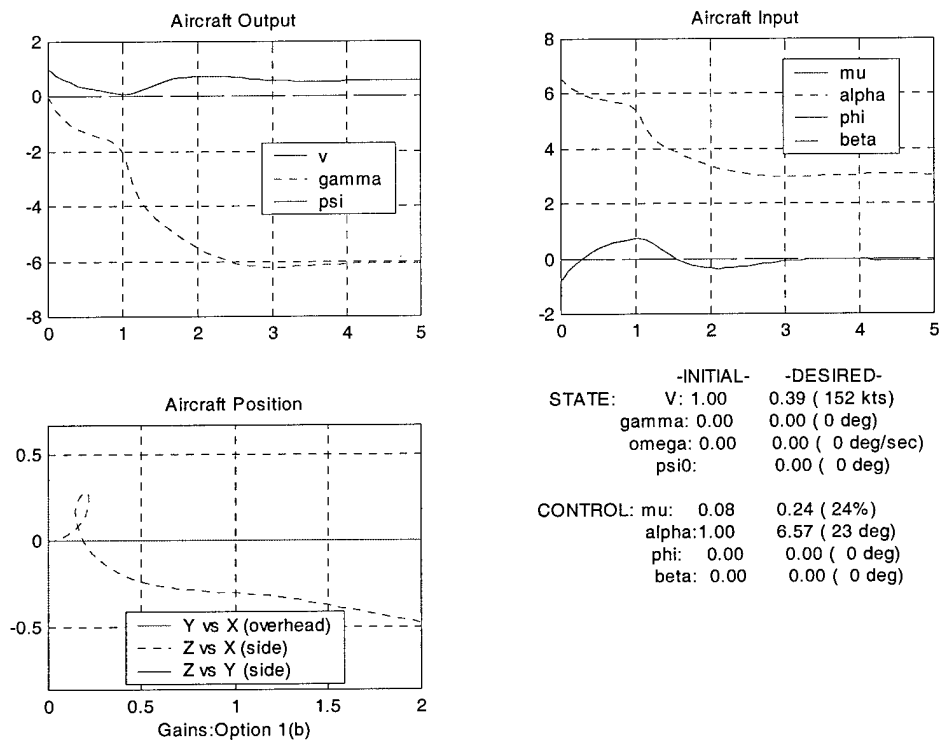 Aircraft Output
2
0
-2
-4
-6
-8
0 1 2 3 4 5
v
gamma
psi
Aircraft Input
8
6
4
2
0
-2
0 1 2 3 4 5
mu
alpha
phi
beta
Aircraft Position
0.5
0
-0.5
0 0.5 1 1.5 2
Y vs X (overhead)
Z vs X (side)
Z vs Y (side)
Gains:Option 1(b)
-INITIAL- -DESIRED-
STATE: V: 1.00 0.39 ( 152 kts)
gamma: 0.00 0.00 ( 0 deg)
omega: 0.00 0.00 ( 0 deg/sec)
psi0: 0.00 ( 0 deg)
CONTROL: mu: 0.08 0.24 ( 24%)
alpha:1.00 6.57 ( 23 deg)
phi: 0.00 0.00 ( 0 deg)
beta: 0.00 0.00 ( 0 deg)